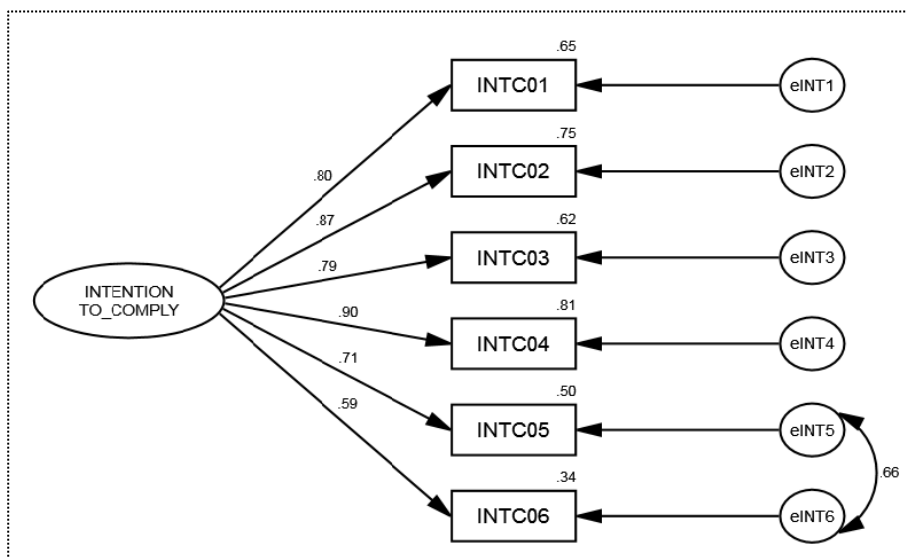 .65
INTC01
eINT1
.80
.75
INTC02
eINT2
.87
.62
INTC03
eINT3
.79
INTENTION
TO_COMPLY
.81
INTC04
eINT4
.90
.50
INTC05
eINT5
.71
.66
.34
INTC06
eINT6
.59